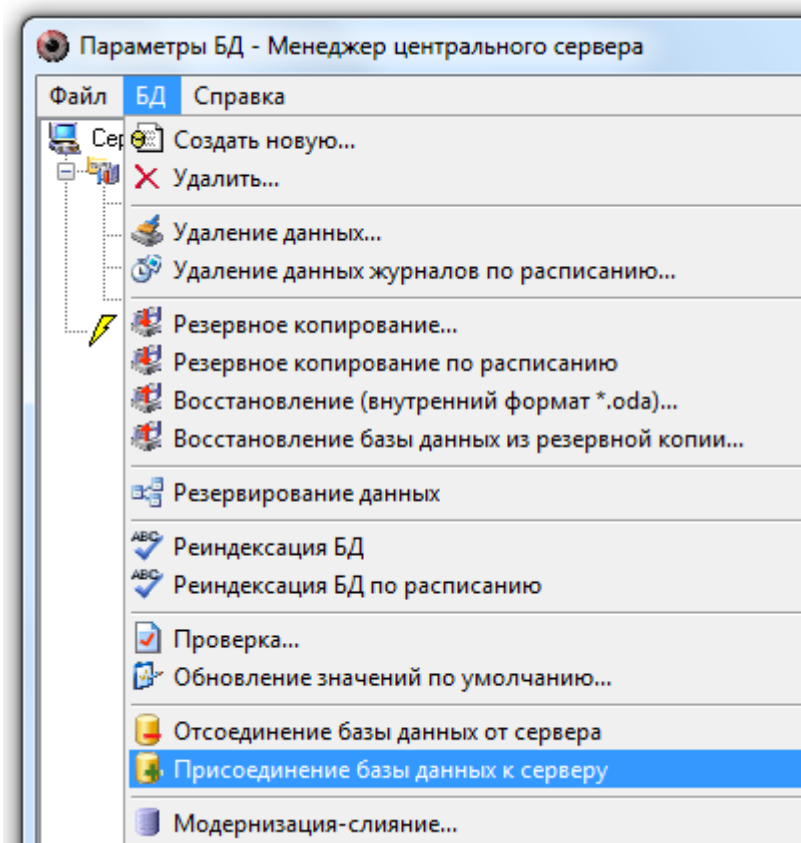 Параметры БД - Менеджер центрального сервера
Файл БД Справка
Сер
Создать новую...
Удалить...
Удаление данных...
Удаление данных журналов по расписанию...
Резервное копирование...
Резервное копирование по расписанию
Восстановление (внутренний формат *.oda)...
Восстановление базы данных из резервной копии...
Резервирование данных
ABC
Реиндексация БД
ABC
Реиндексация БД по расписанию
Проверка...
Обновление значений по умолчанию...
Отсоединение базы данных от сервера
Присоединение базы данных к серверу
Модернизация-слияние...